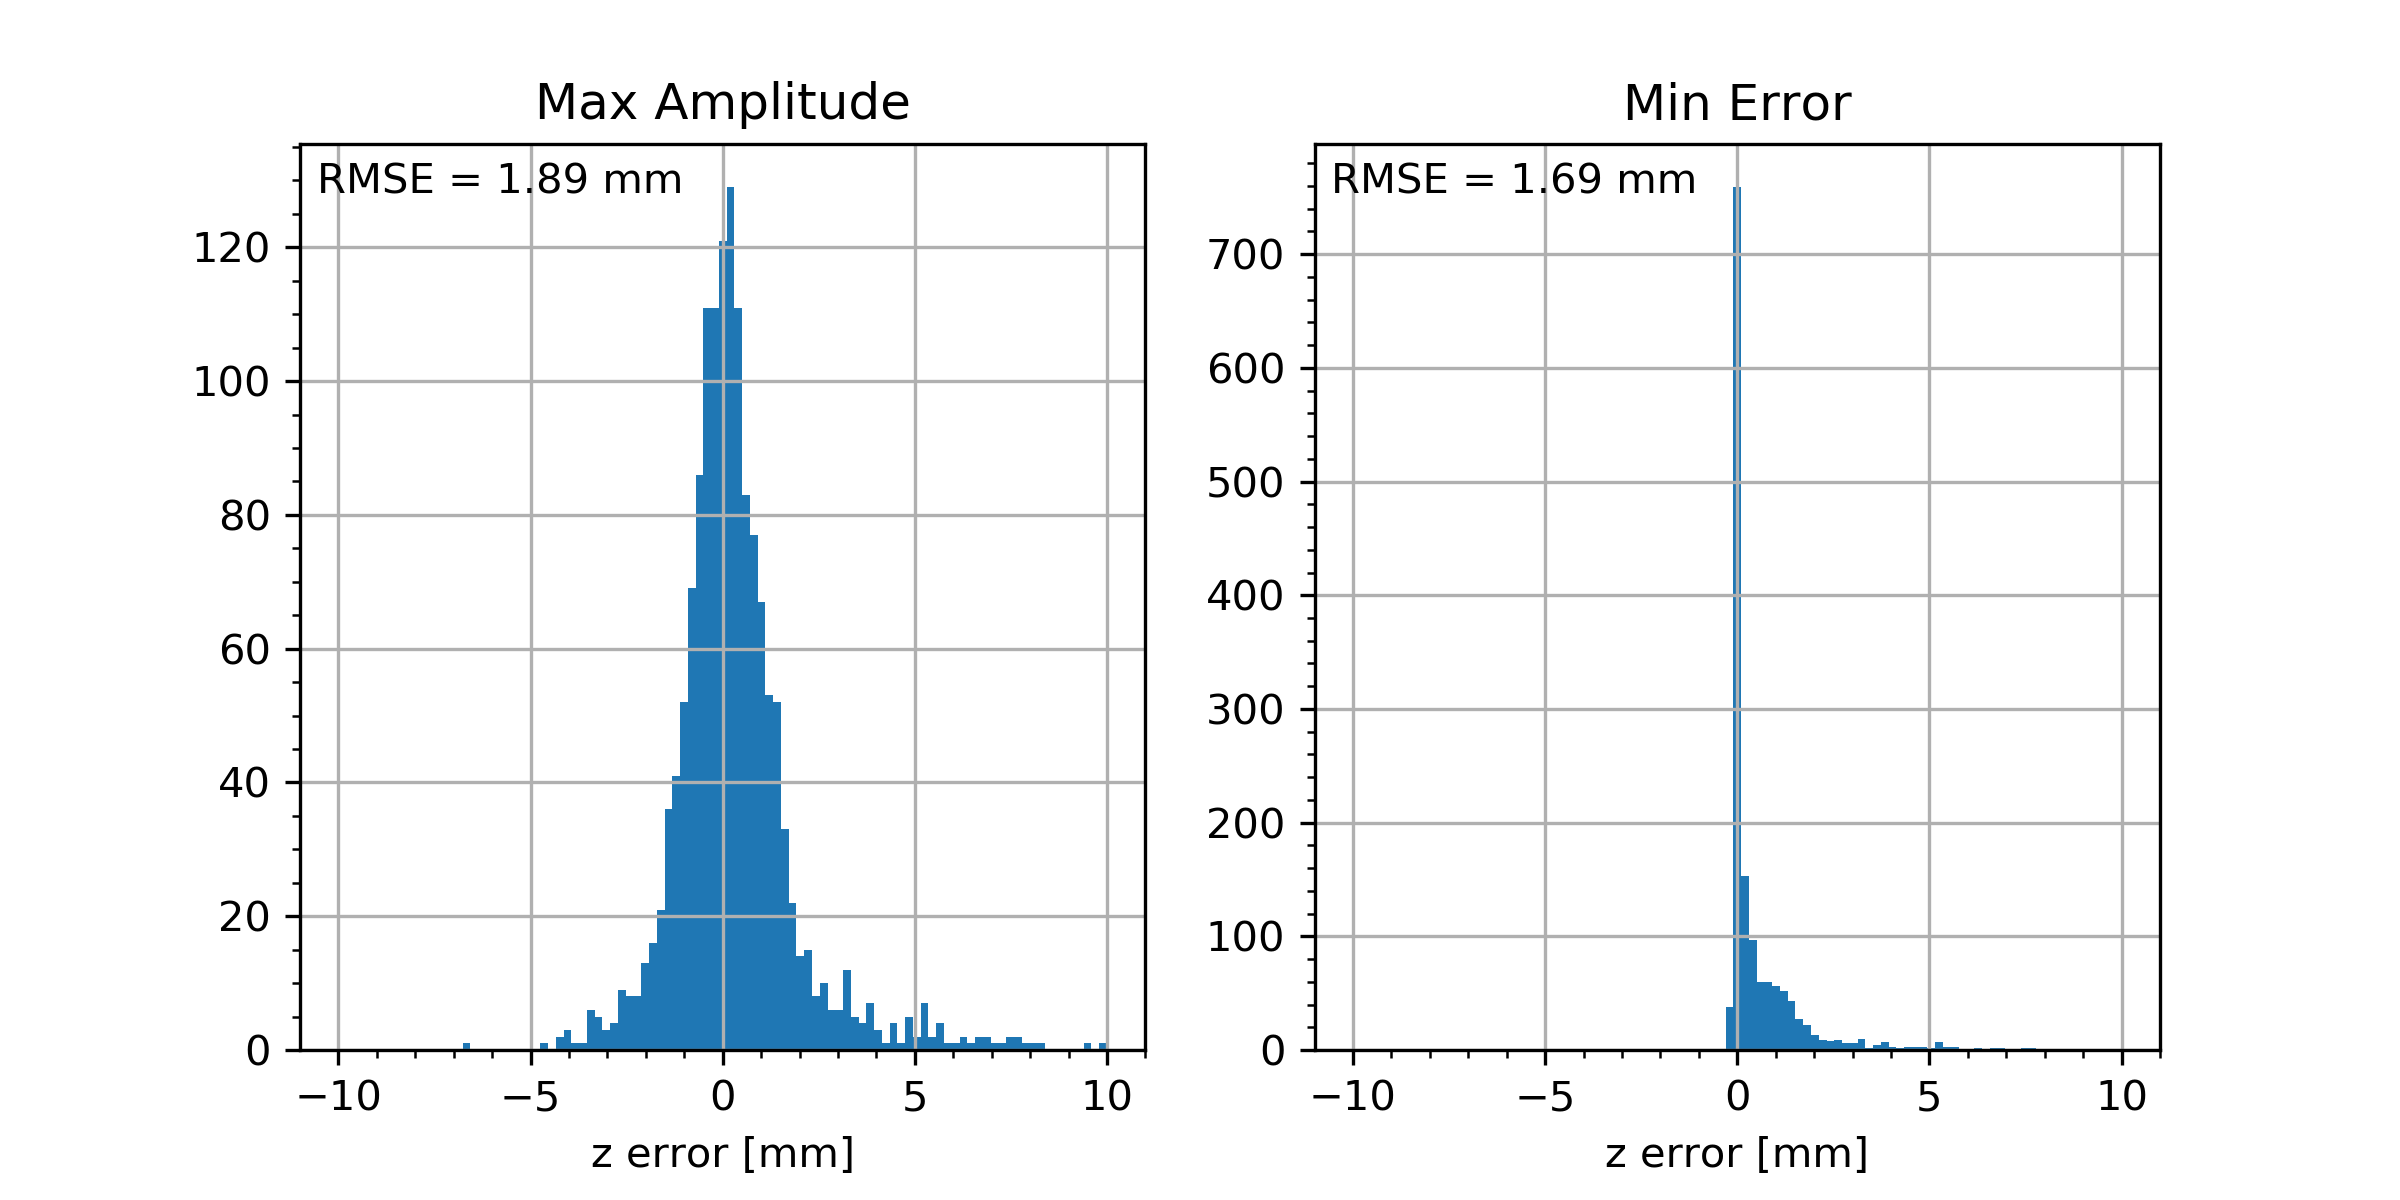 Max Amplitude
RMSE = 1.89 mm
120
100
80
60
40
20
0
−10 −5 0 5 10
z error [mm]
Min Error
RMSE = 1.69 mm
700
600
500
400
300
200
100
0
−10 −5 0 5 10
z error [mm]